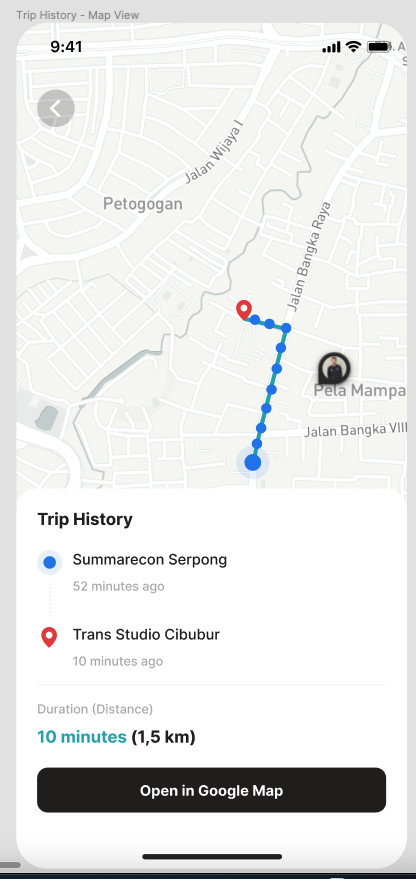 Trip History - Map View
9:41
Jalan Wijaya I
Petogogan
Jalan Bangka Raya
Pela Mampa
Jalan Bangka VIII
Trip History
Summarecon Serpong
52 minutes ago
Trans Studio Cibubur
10 minutes ago
Duration (Distance)
10 minutes (1,5 km)
Open in Google Map